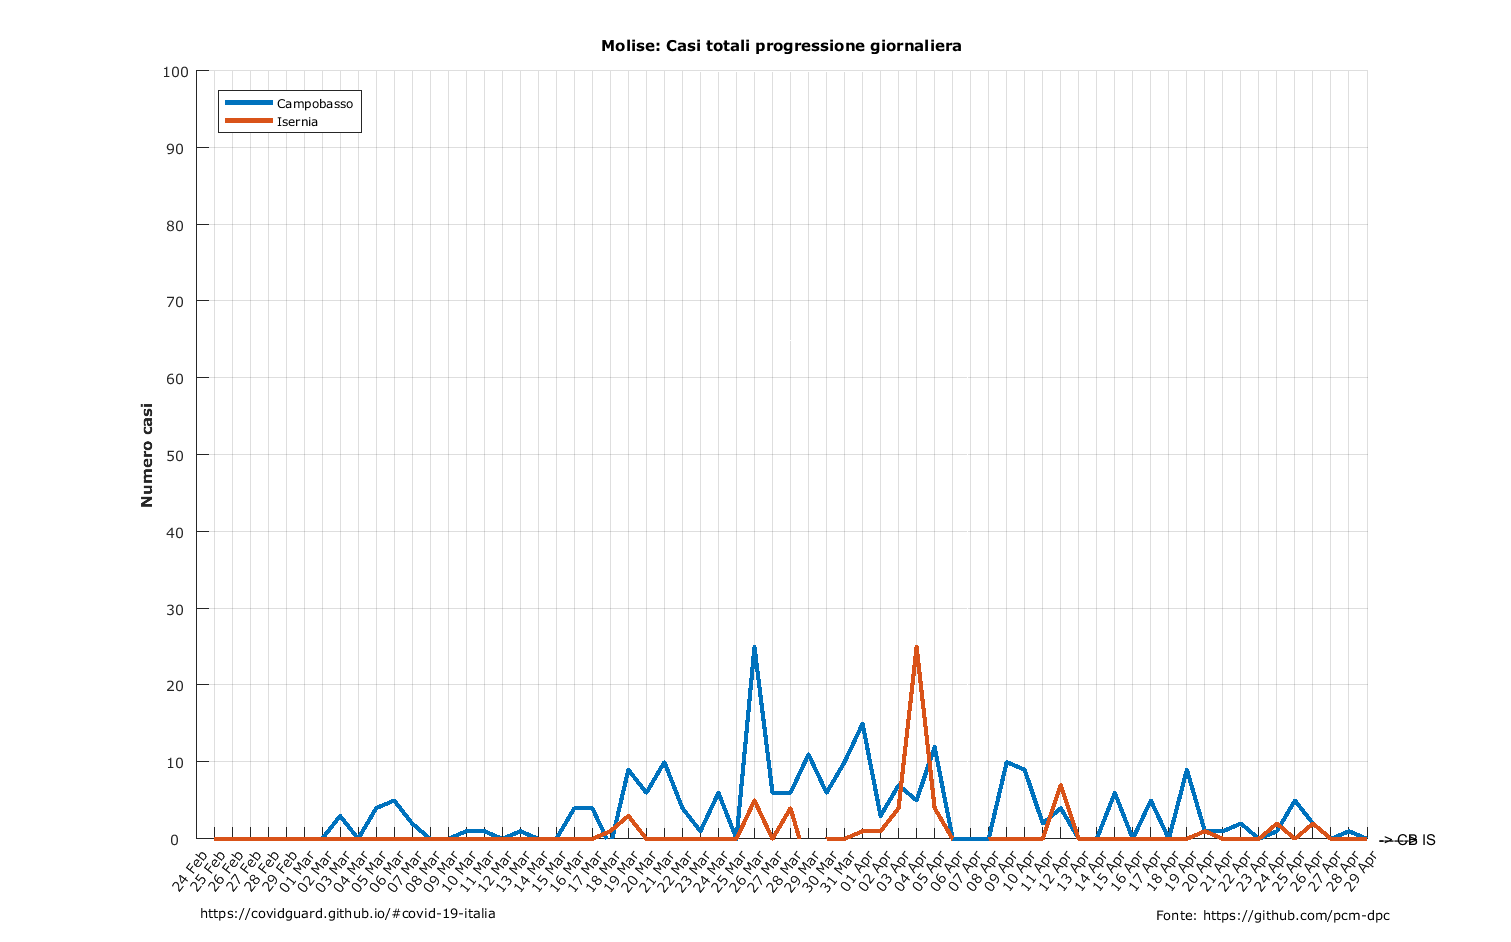 Molise: Casi totali progressione giornaliera
Campobasso
Isernia
Numero casi
100
90
80
70
60
50
40
30
20
10
0
24 Feb
25 Feb
26 Feb
27 Feb
28 Feb
29 Feb
01 Mar
02 Mar
03 Mar
04 Mar
05 Mar
06 Mar
07 Mar
08 Mar
09 Mar
10 Mar
11 Mar
12 Mar
13 Mar
14 Mar
15 Mar
16 Mar
17 Mar
18 Mar
19 Mar
20 Mar
21 Mar
22 Mar
23 Mar
24 Mar
25 Mar
26 Mar
27 Mar
28 Mar
29 Mar
30 Mar
31 Mar
01 Apr
02 Apr
03 Apr
04 Apr
05 Apr
06 Apr
07 Apr
08 Apr
09 Apr
10 Apr
11 Apr
12 Apr
13 Apr
14 Apr
15 Apr
16 Apr
17 Apr
18 Apr
19 Apr
20 Apr
21 Apr
22 Apr
23 Apr
24 Apr
25 Apr
26 Apr
27 Apr
28 Apr
29 Apr
CB IS
https://covidguard.github.io/#covid-19-italia
Fonte: https://github.com/pcm-dpc